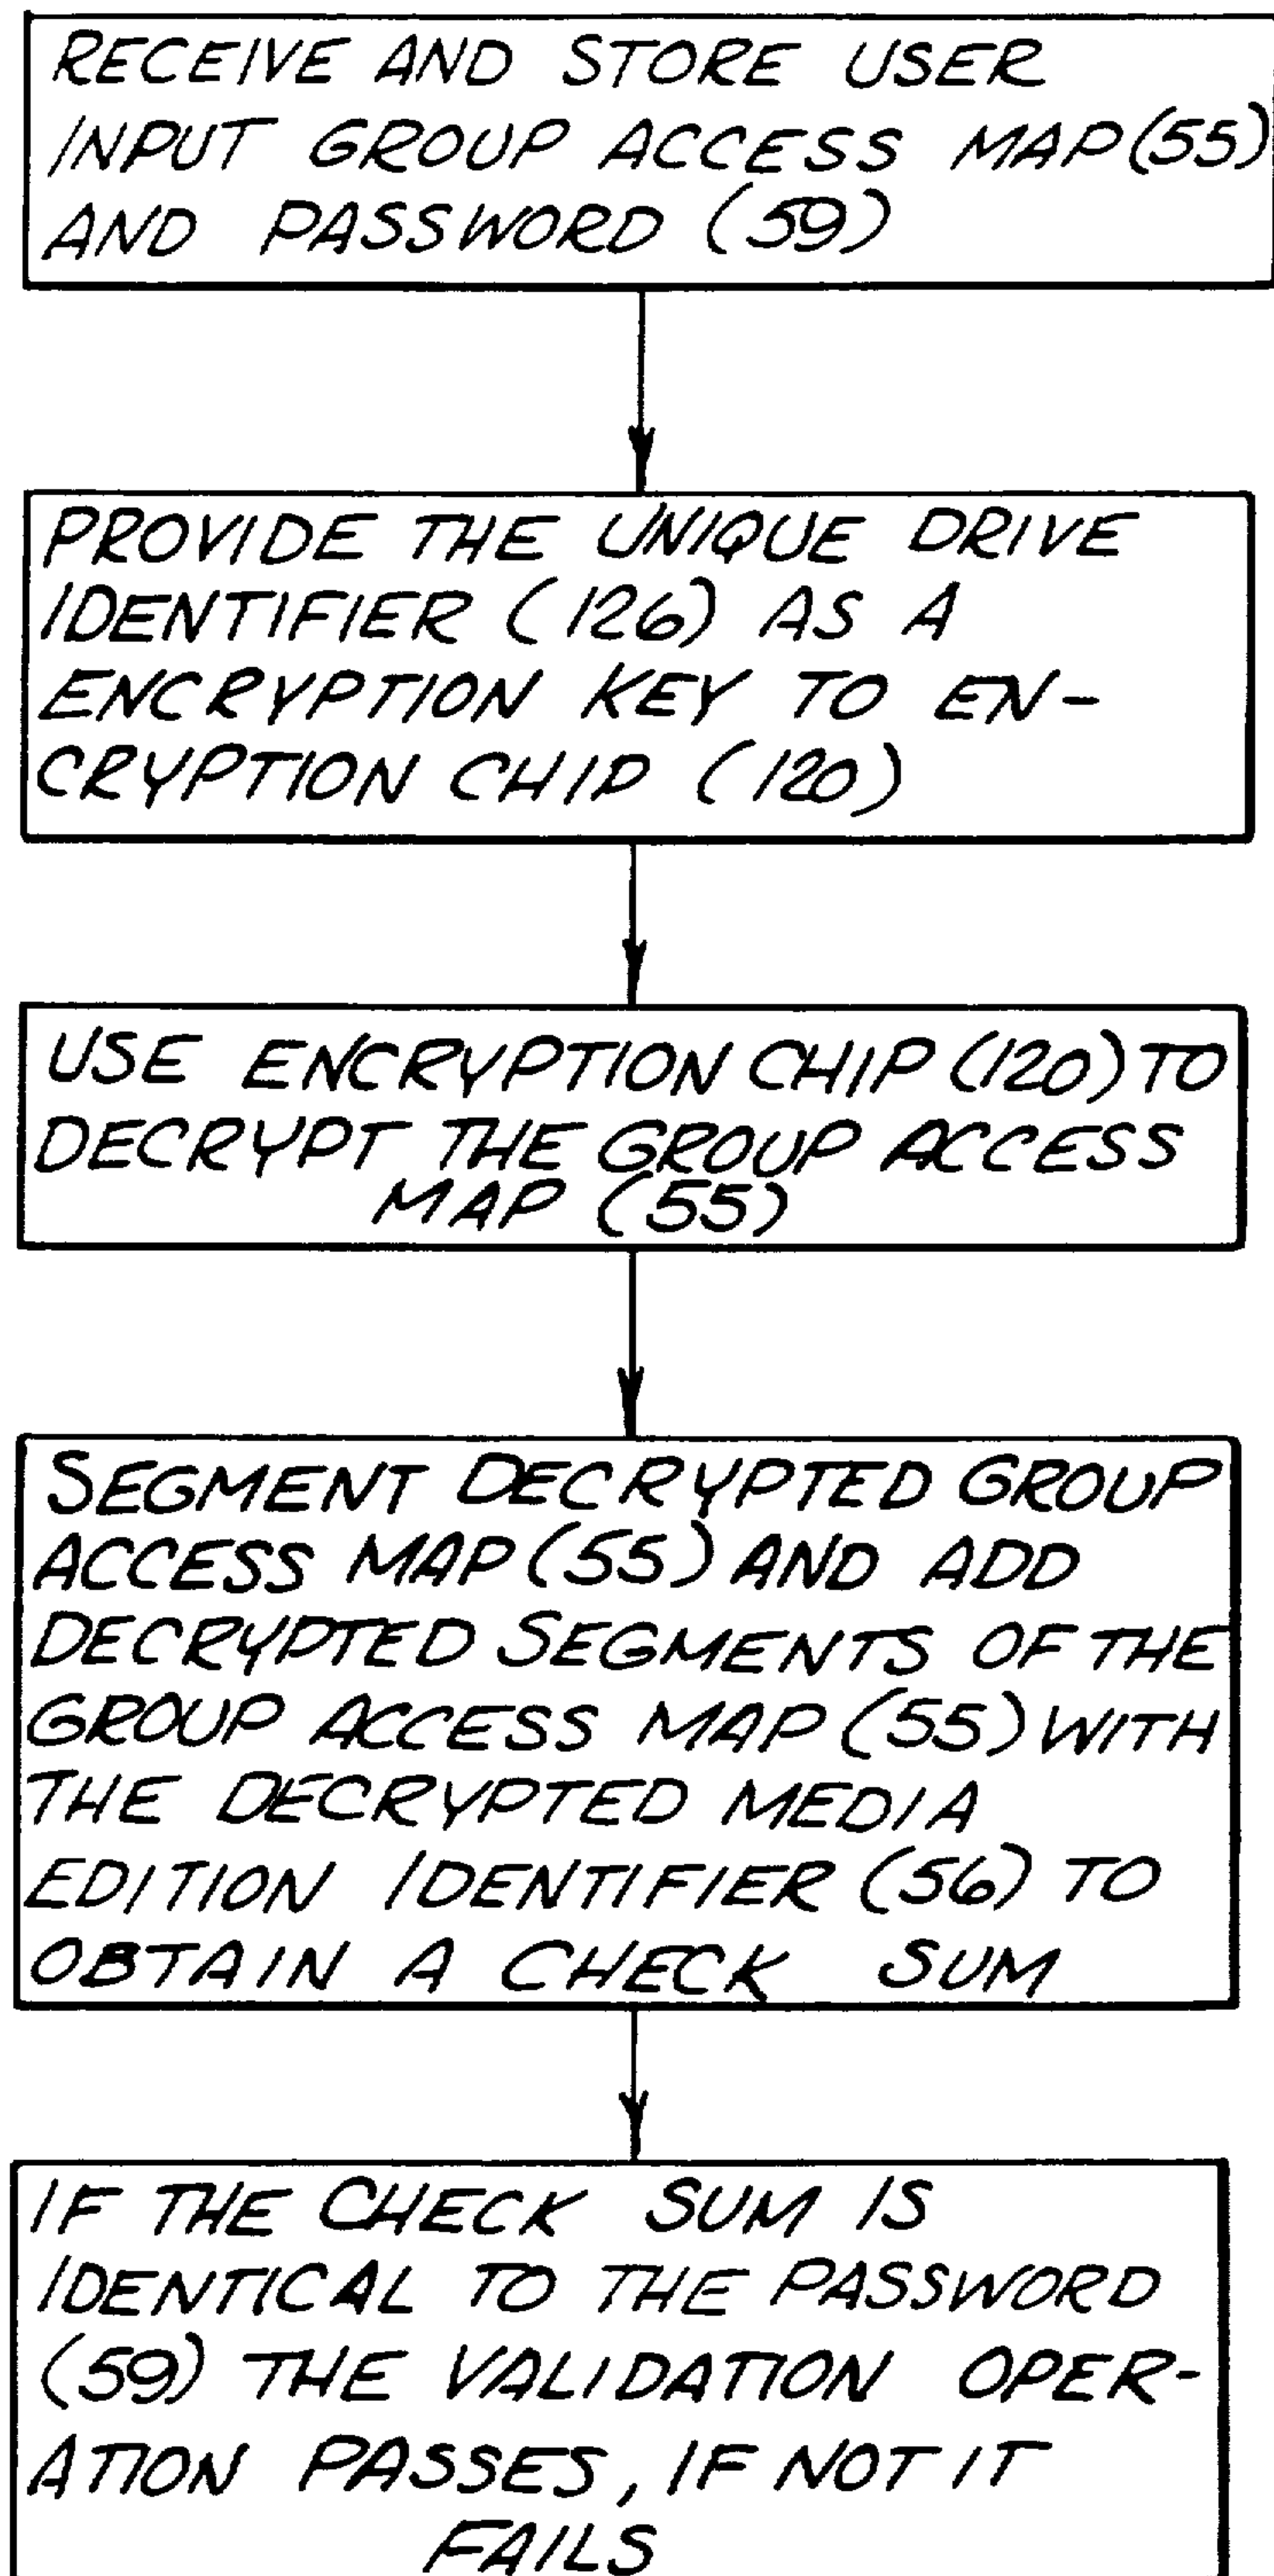 RECEIVE AND STORE USER
INPUT GROUP ACCESS MAP (55)
AND PASSWORD (59)
PROVIDE THE UNIQUE DRIVE
IDENTIFIER (126) AS A
ENCRYPTION KEY TO EN-
CRYPTION CHIP (120)
USE ENCRYPTION CHIP (120) TO
DECRYPT THE GROUP ACCESS
MAP (55)
SEGMENT DECRYPTED GROUP
ACCESS MAP (55) AND ADD
DECRYPTED SEGMENTS OF THE
GROUP ACCESS MAP (55) WITH
THE DECRYPTED MEDIA
EDITION IDENTIFIER (56) TO
OBTAIN A CHECK SUM
IF THE CHECK SUM IS
IDENTICAL TO THE PASSWORD
(59) THE VALIDATION OPER-
ATION PASSES, IF NOT IT
FAILS